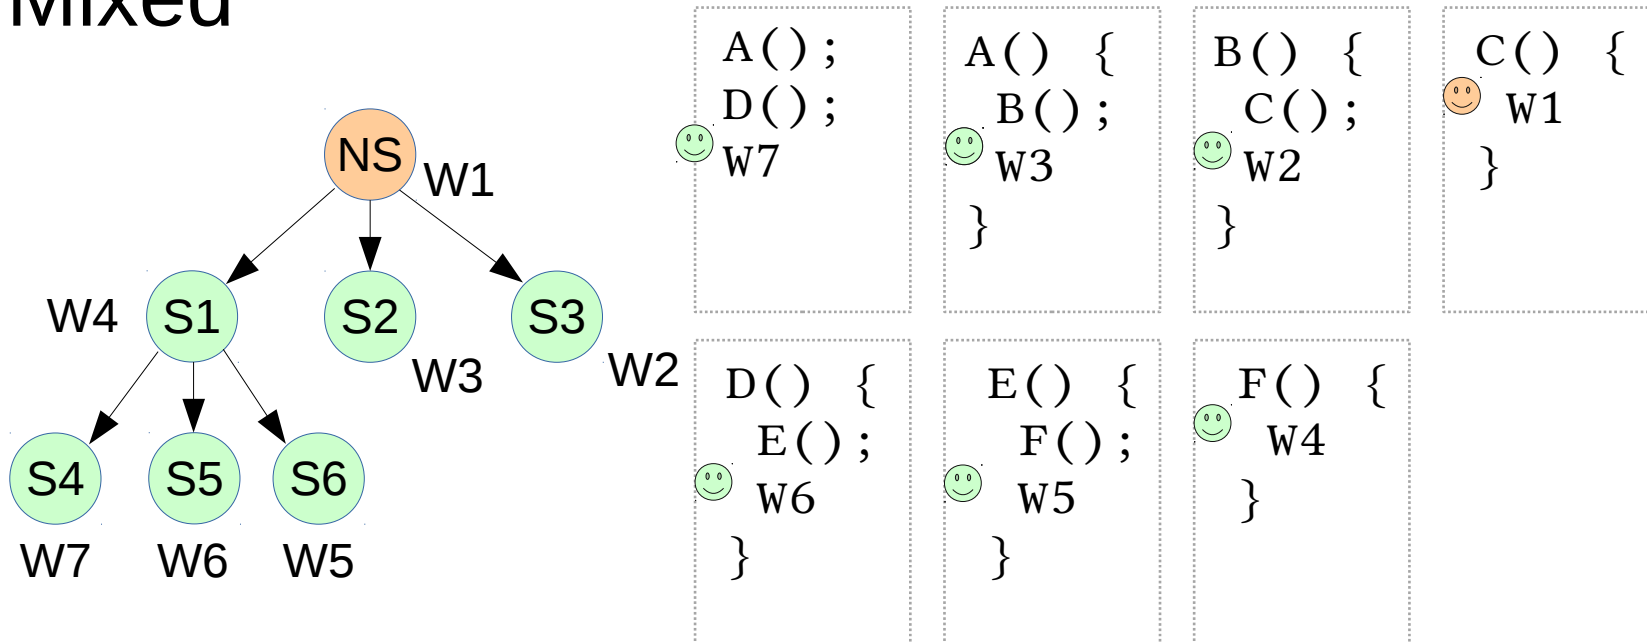 Mixed
NS
W1
W4
S1
S2
S3
W3
W2
S4
S5
S6
W7
W6
W5
A();
D();
W7
A() {
B();
W3
}
B() {
C();
W2
}
C() {
W1
}
D() {
E();
W6
}
E() {
F();
W5
}
F() {
W4
}